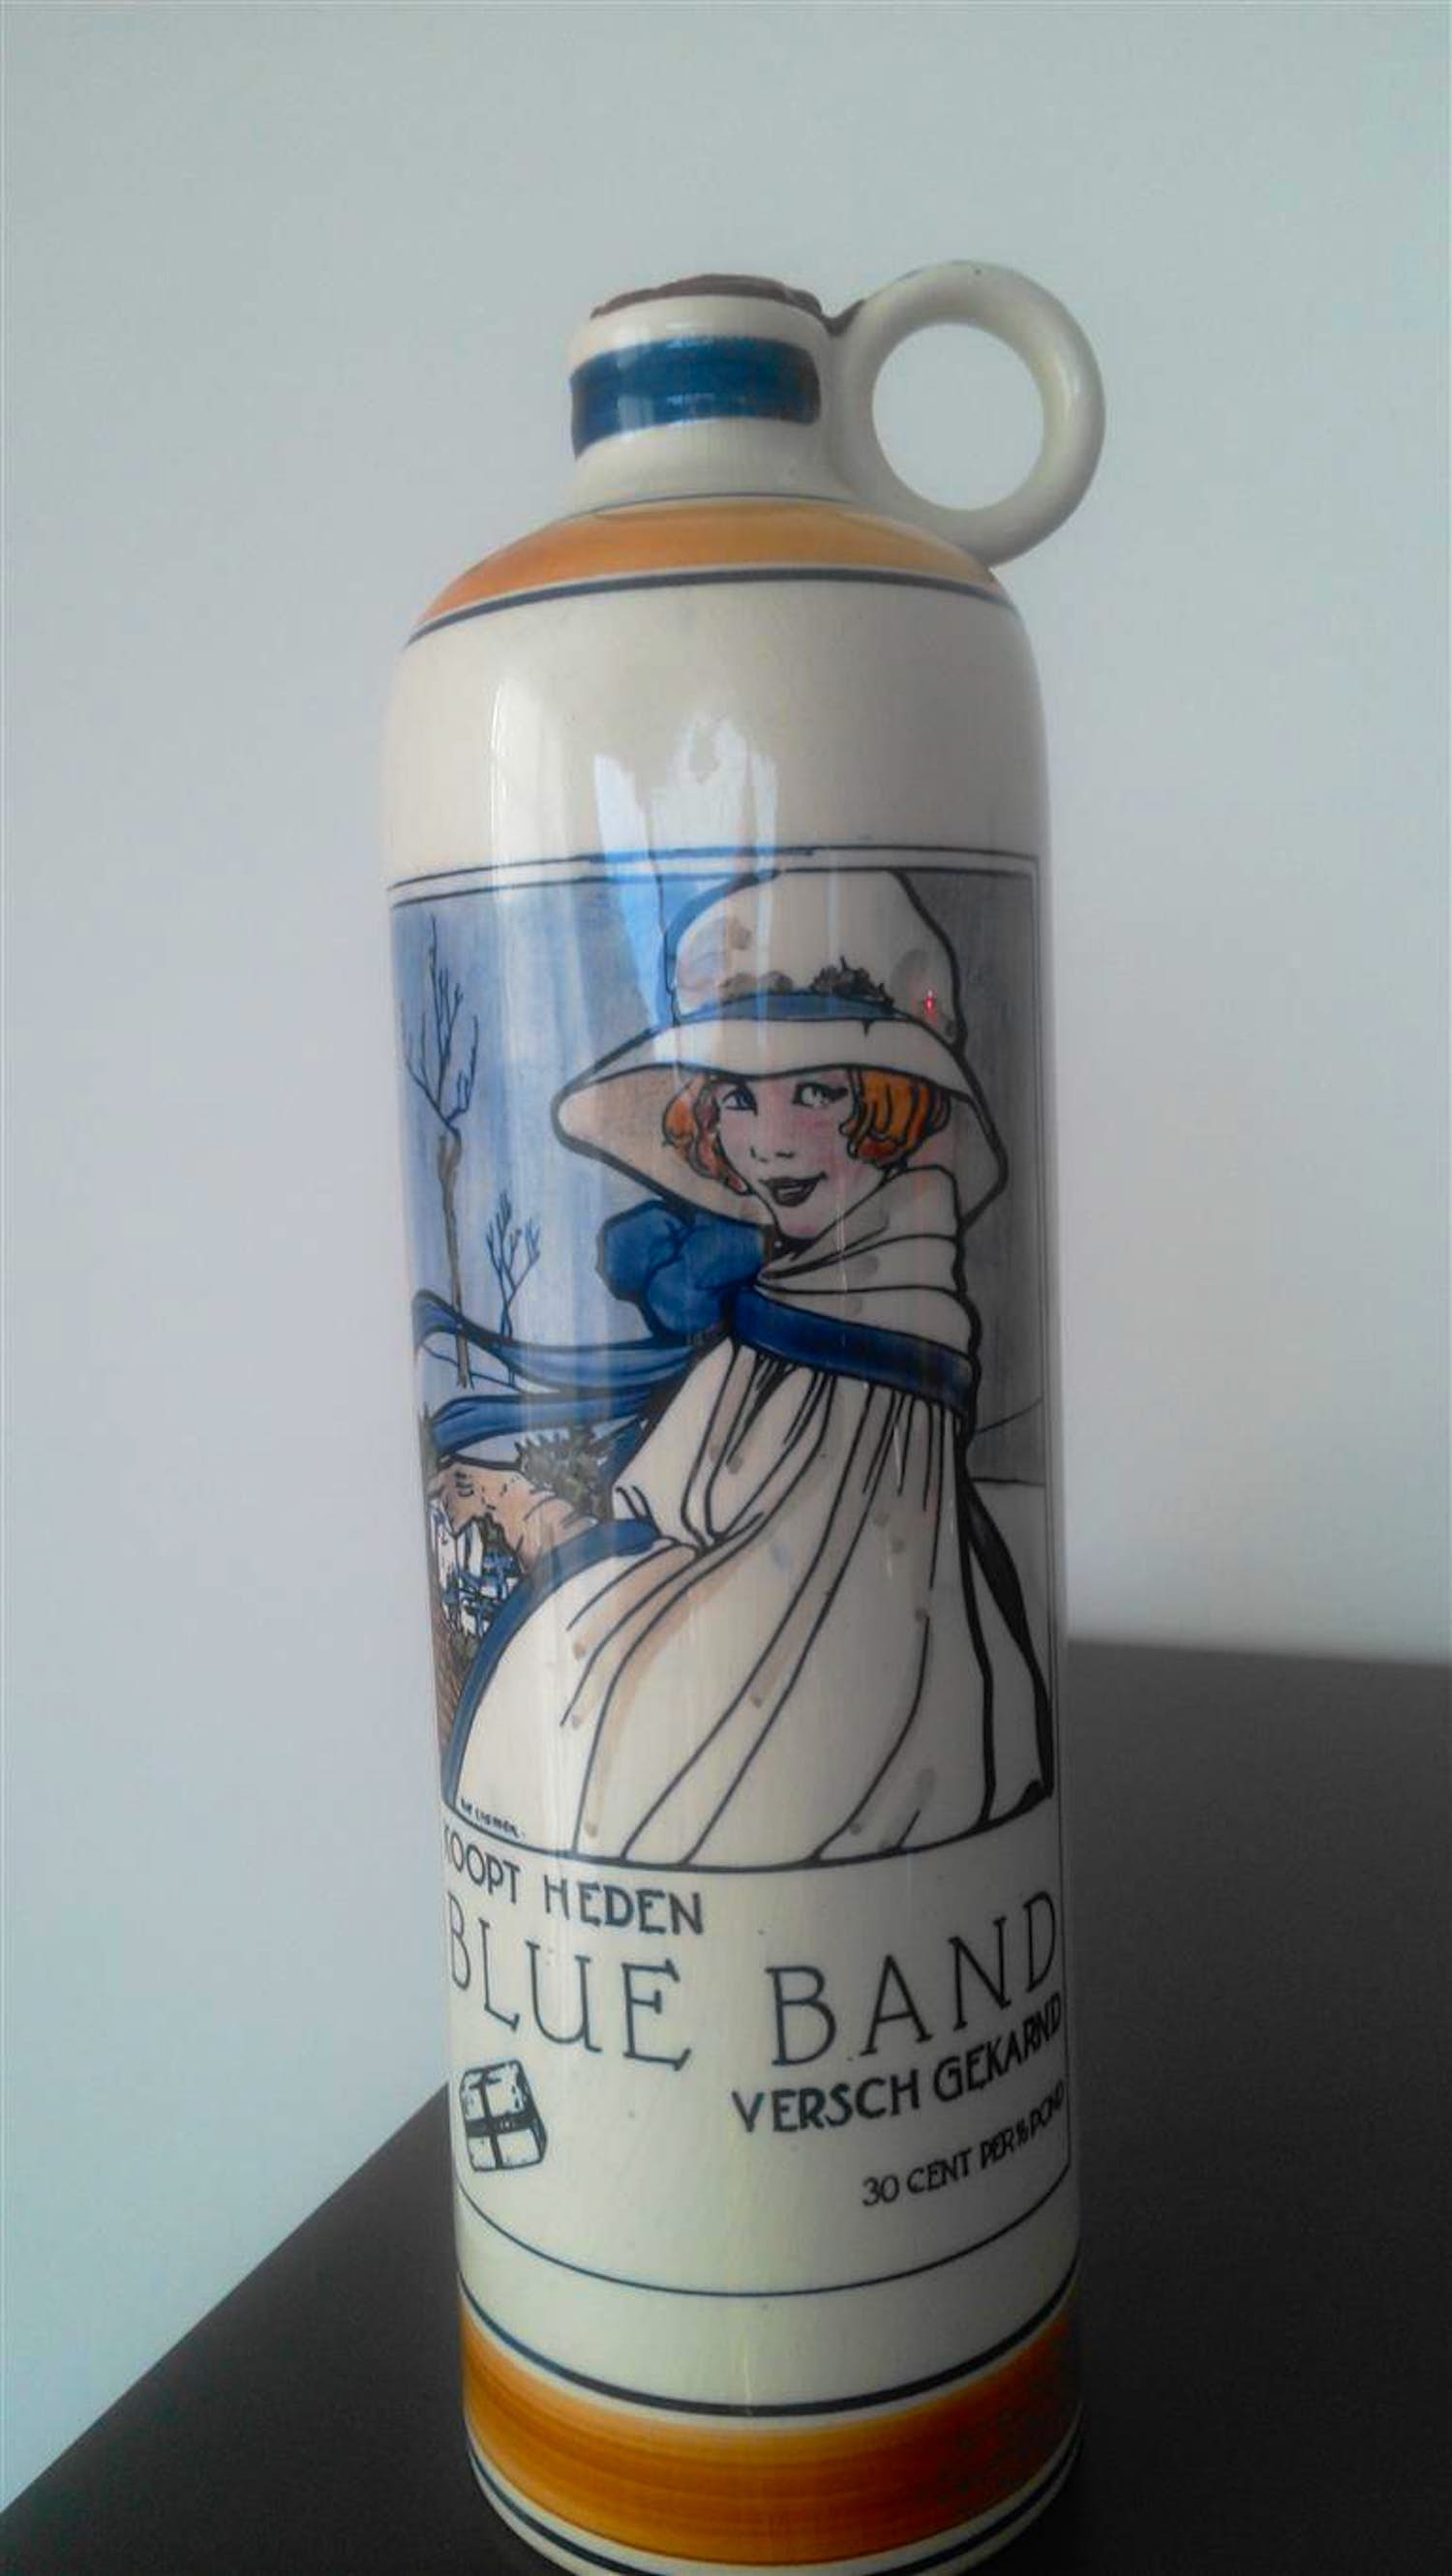 KOOPT HEDEN
BLUE BAND
VERSCH GEKARND
30 CENT PER ½ POND